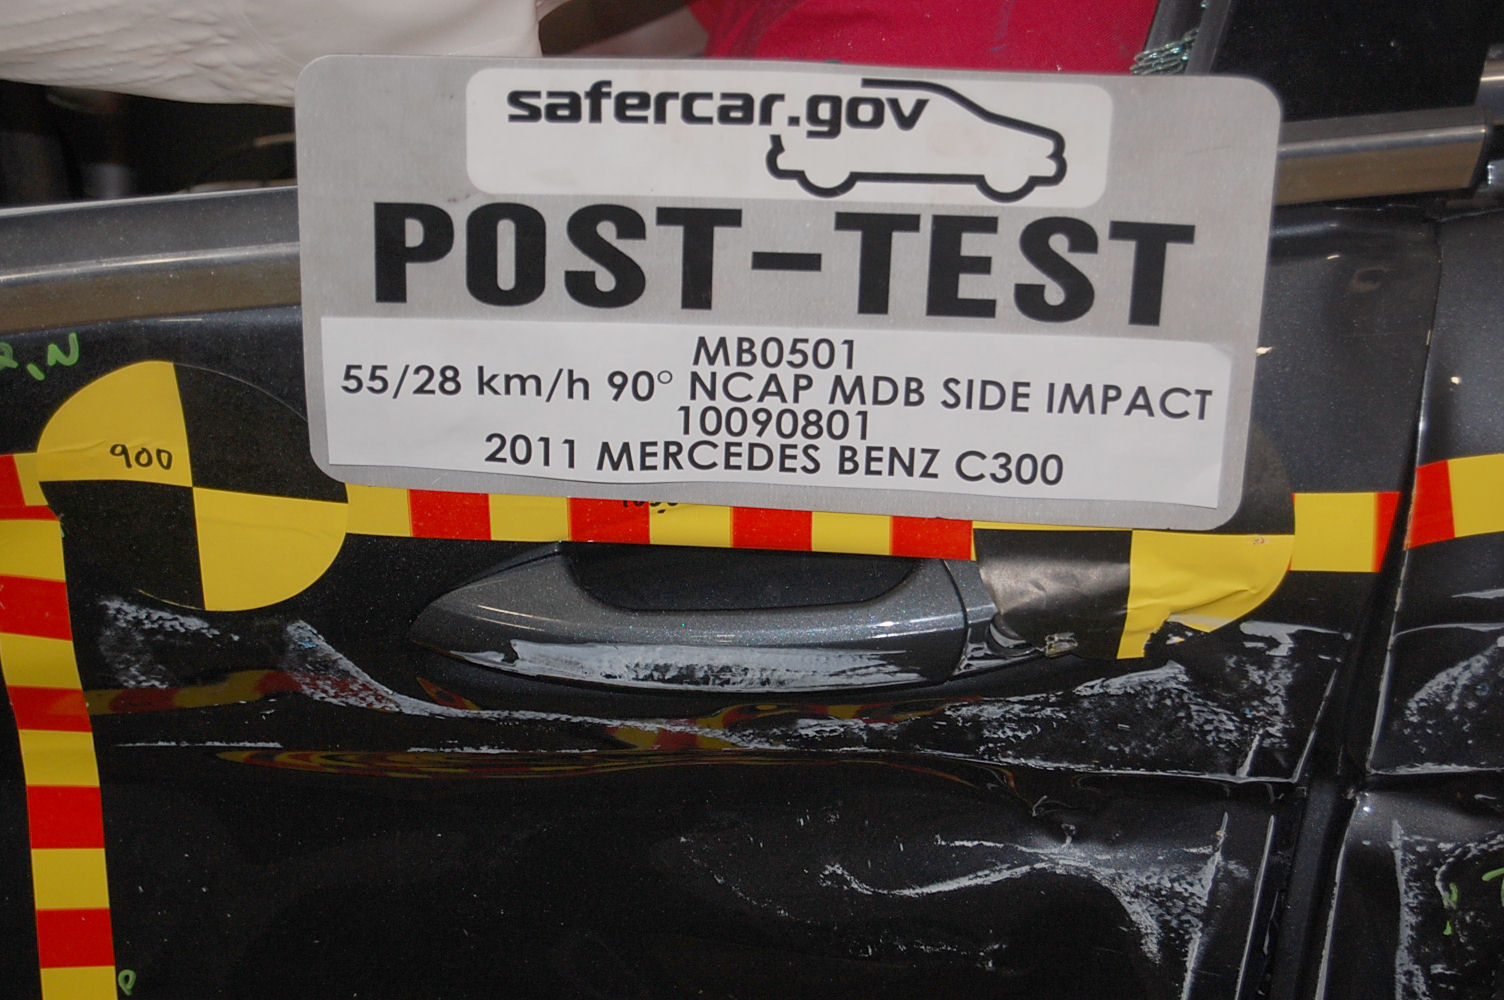 safercar.gov
POST-TEST
MB0501
55/28 km/h 90° NCAP MDB SIDE IMPACT
10090801
2011 MERCEDES BENZ C300
N
900
P